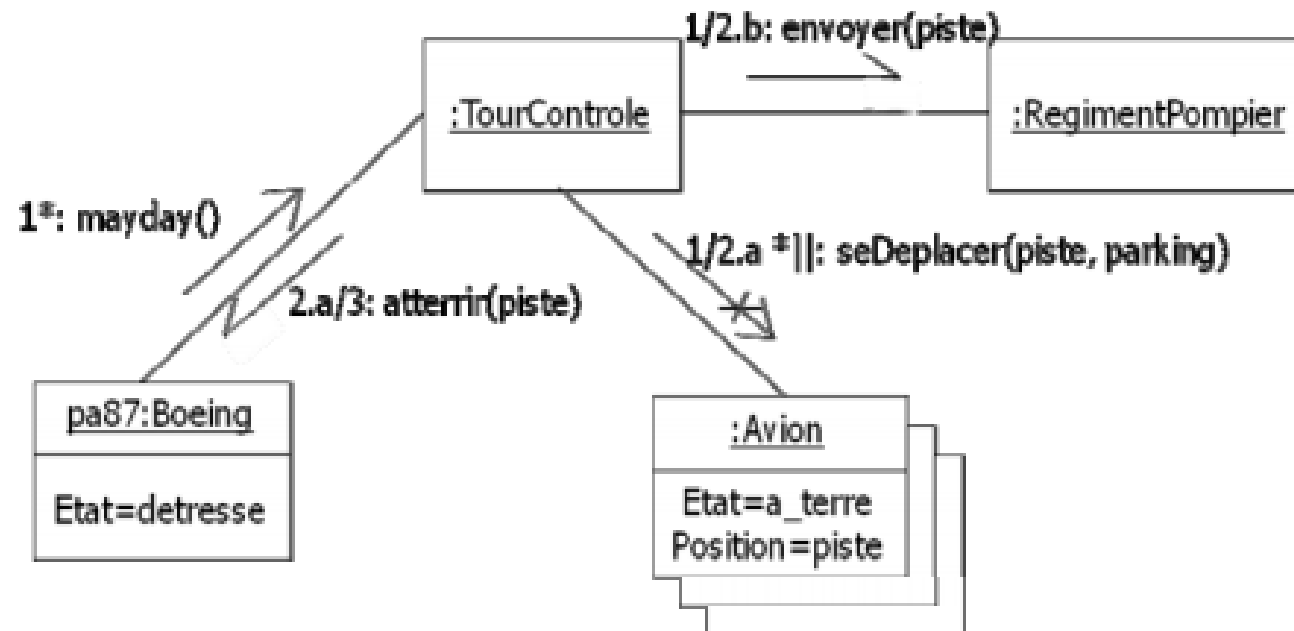 1/2.b: envoyer(piste)
:TourControle
:RegimentPompier
1*: mayday()
1/2.a *||: seDeplacer(piste, parking)
2.a/3: atterrir(piste)
pa87:Boeing
Etat=detresse
:Avion
Etat=a_terre
Position=piste